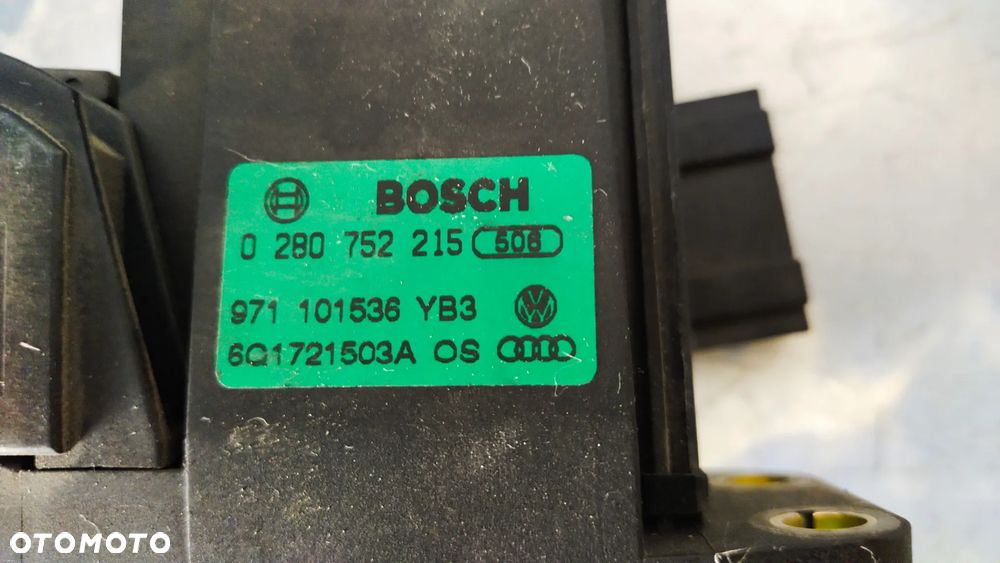 BOSCH
0 280 752 215 506
971 101536 YB3
6Q1721503A OS
OTOMOTO